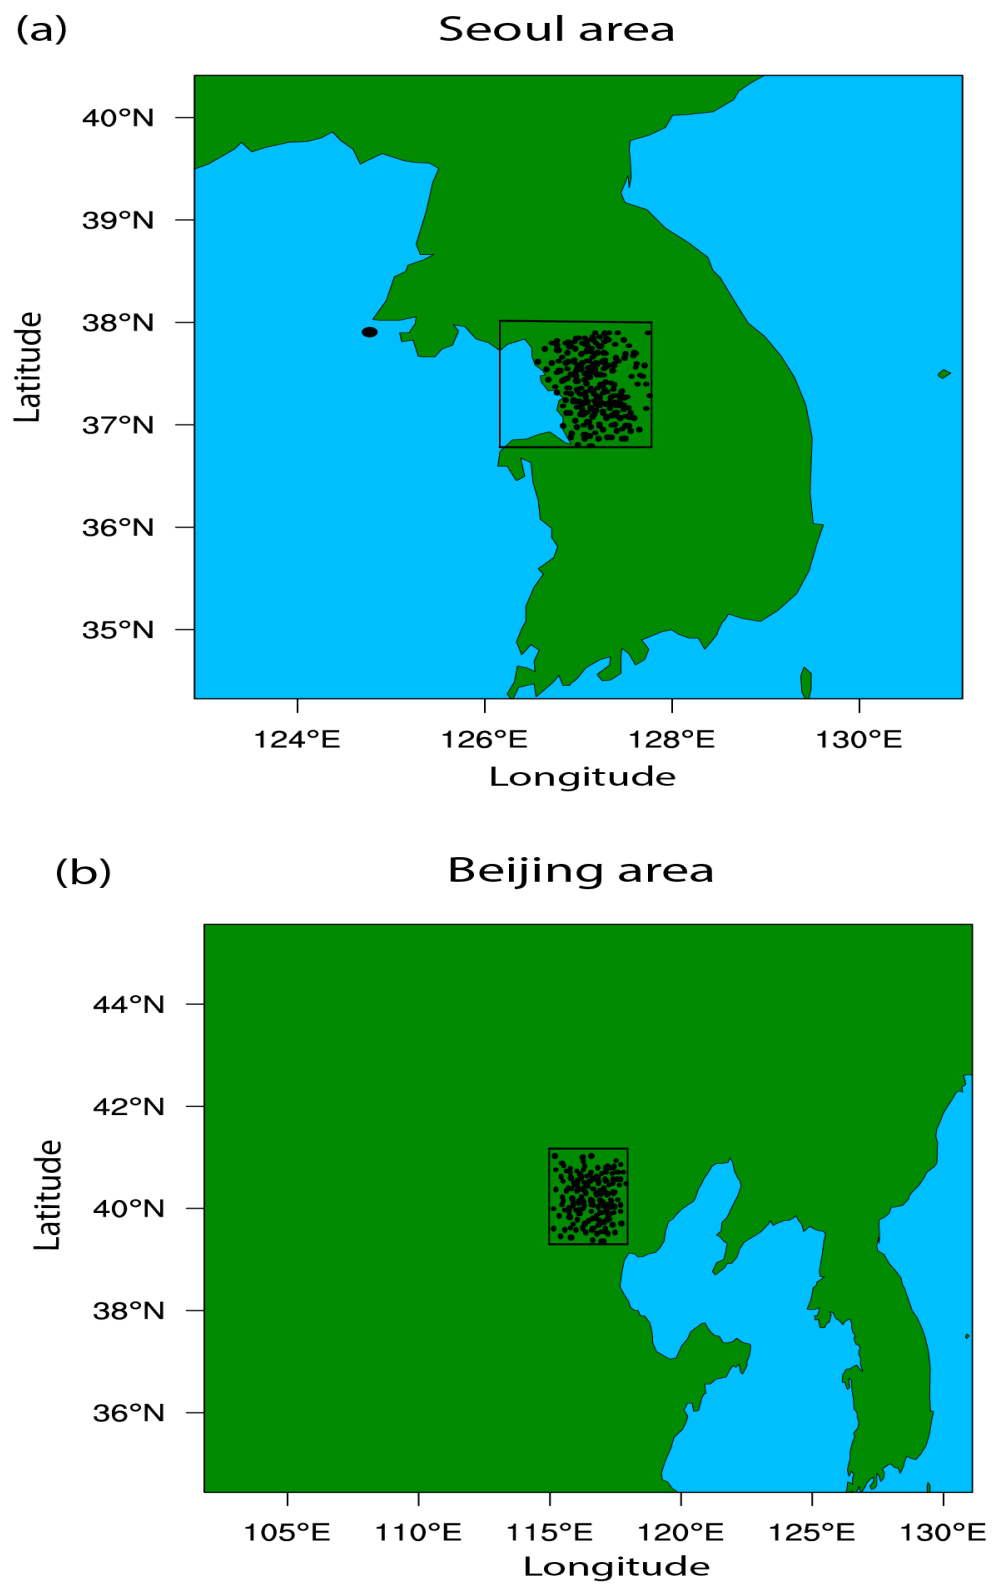 (a) Seoul area
40°N
39°N
38°N
37°N
36°N
35°N
Latitude
124°E 126°E 128°E 130°E
Longitude
(b) Beijing area
44°N
42°N
40°N
38°N
36°N
Latitude
105°E 110°E 115°E 120°E 125°E 130°E
Longitude